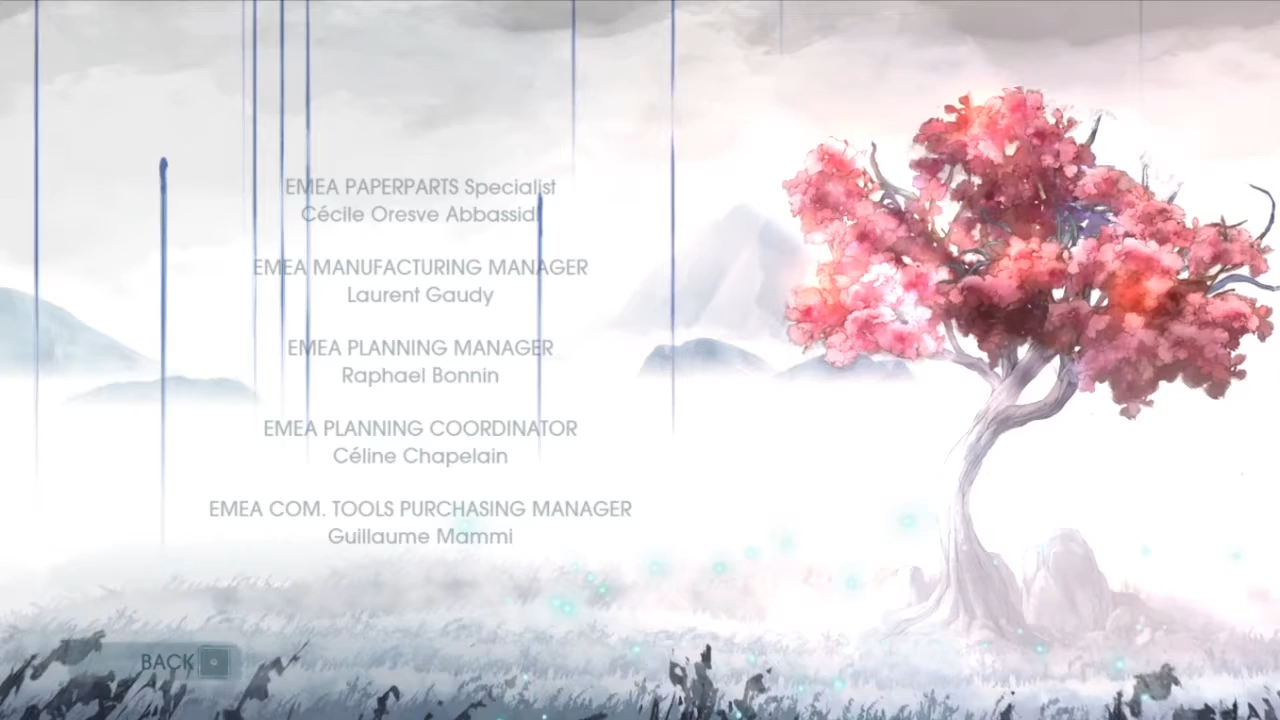 EMEA PAPERPARTS Specialist
Cécile Oresve Abbassidi
EMEA MANUFACTURING MANAGER
Laurent Gaudy
EMEA PLANNING MANAGER
Raphael Bonnin
EMEA PLANNING COORDINATOR
Céline Chapelain
EMEA COM. TOOLS PURCHASING MANAGER
Guillaume Mammi
BACK